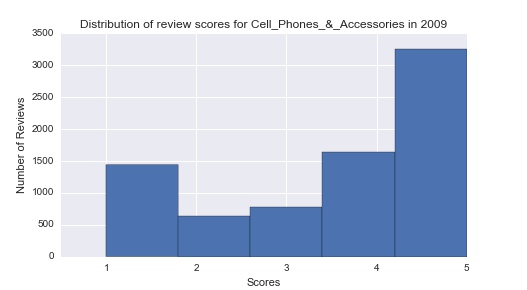 Distribution of review scores for Cell_Phones_&_Accessories in 2009
3500
3000
2500
2000
1500
1000
500
0
Number of Reviews
1 2 3 4 5
Scores